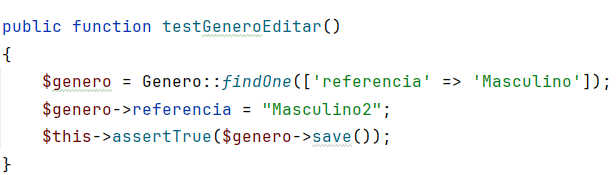 public function testGeneroEditar()
{
    $genero = Genero::findOne(['referencia' => 'Masculino']);
    $genero->referencia = "Masculino2";
    $this->assertTrue($genero->save());
}